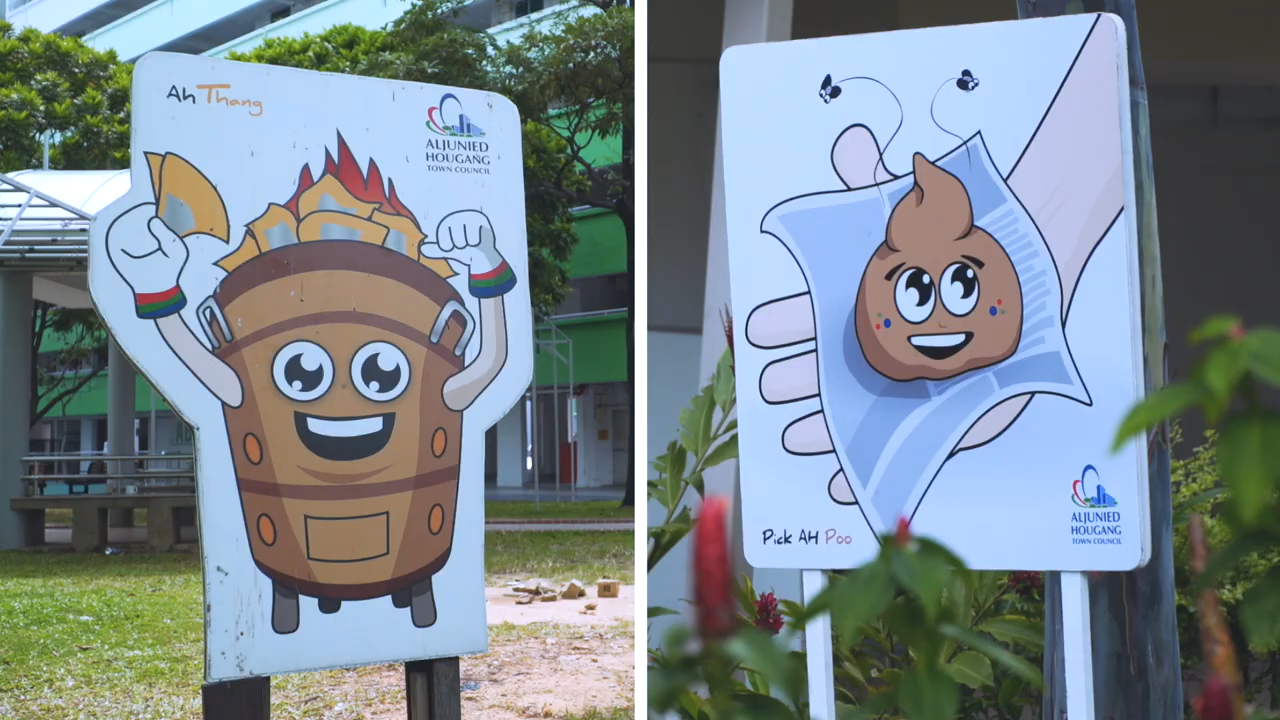 Ah Thang
ALJUNIED
HOUGANG
TOWN COUNCIL
Pick AH Poo
ALJUNIED
HOUGANG
TOWN COUNCIL